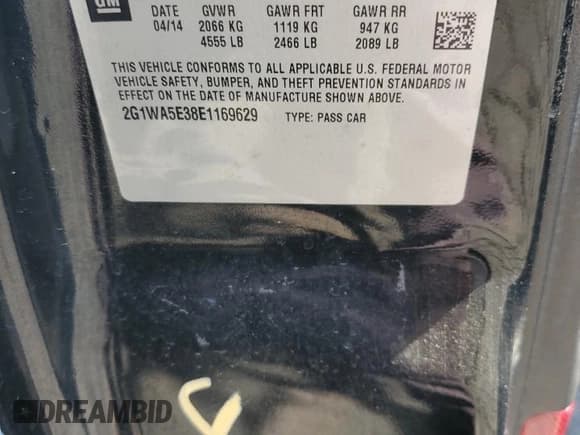 GM
DATE GVWR GAWR FRT GAWR RR
04/14 2066 KG 1119 KG 947 KG
4555 LB 2466 LB 2089 LB
THIS VEHICLE CONFORMS TO ALL APPLICABLE U.S. FEDERAL MOTOR
VEHICLE SAFETY, BUMPER, AND THEFT PREVENTION STANDARDS IN
EFFECT ON THE DATE OF MANUFACTURE SHOWN ABOVE.
2G1WA5E38E1169629 TYPE: PASS CAR
DREAMBID